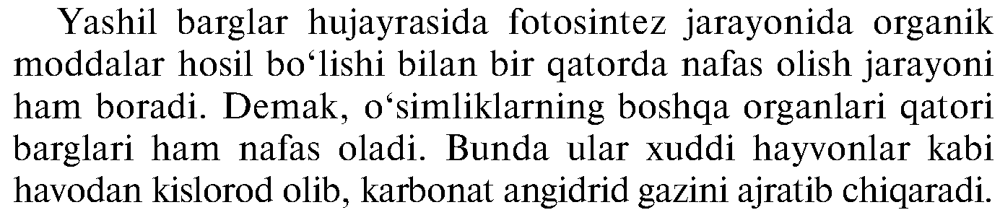 Yashil barglar hujayrasida fotosintez jarayonida organik
moddalar hosil bo‘lishi bilan bir qatorda nafas olish jarayoni
ham boradi. Demak, o‘simliklarning boshqa organlari qatori
barglari ham nafas oladi. Bunda ular xuddi hayvonlar kabi
havodan kislorod olib, karbonat angidrid gazini ajratib chiqaradi.